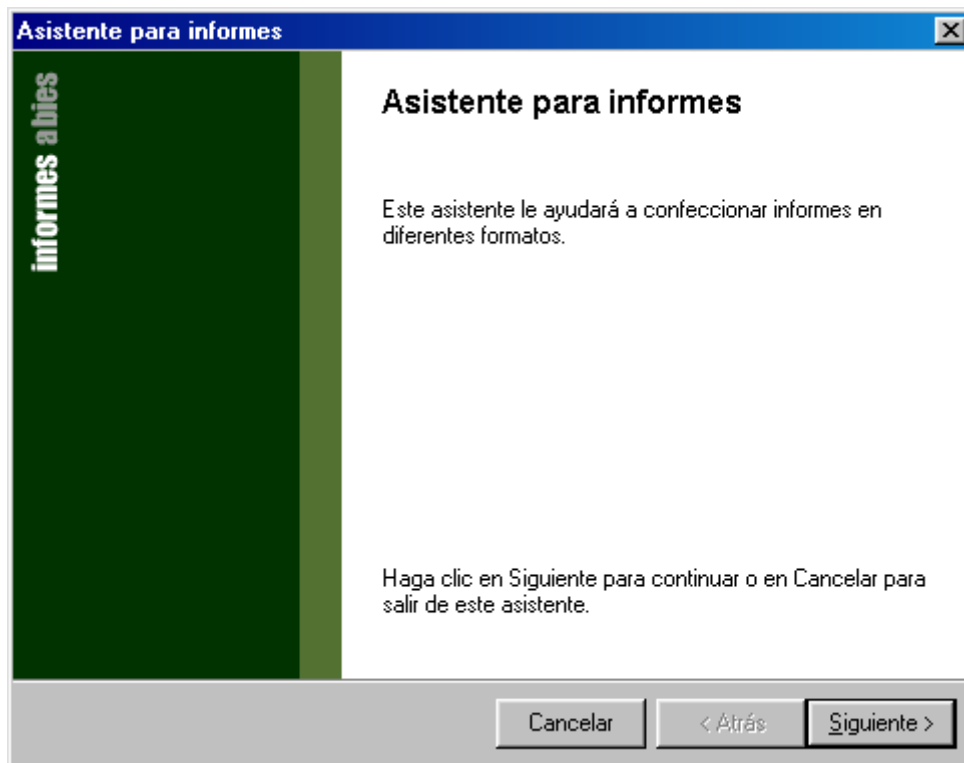 Asistente para informes
informes abies
Asistente para informes
Este asistente le ayudará a confeccionar informes en
diferentes formatos.
Haga clic en Siguiente para continuar o en Cancelar para
salir de este asistente.
Cancelar
< Atrás
Siguiente >